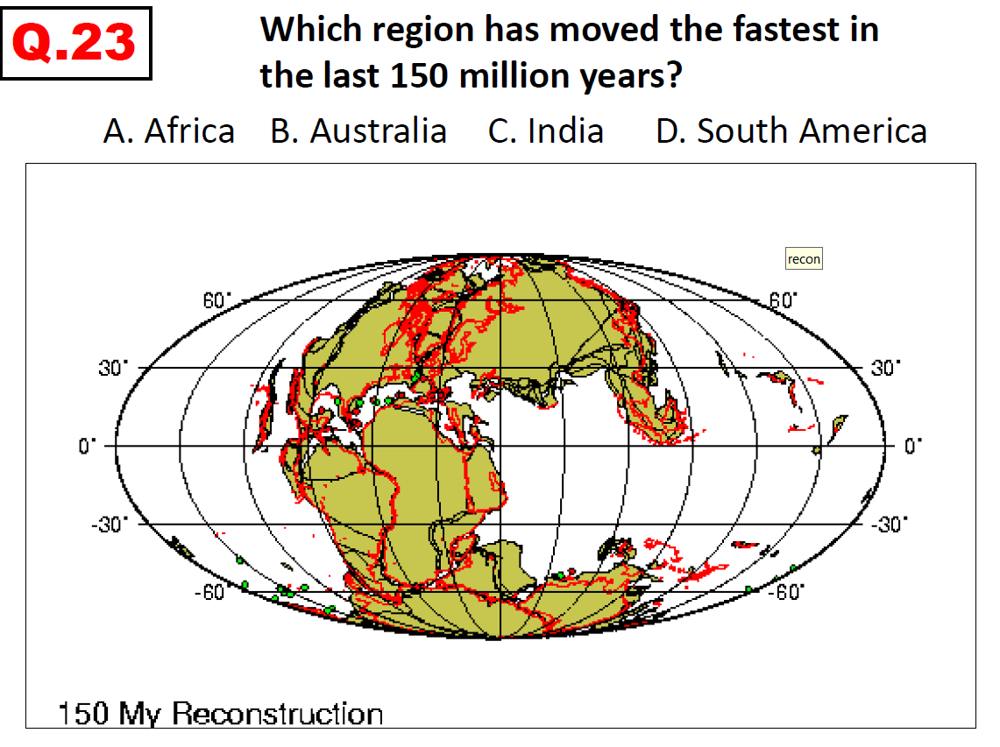 Q.23
Which region has moved the fastest in
the last 150 million years?
A. Africa B. Australia C. India D. South America
recon
60° 60°
30° 30°
0° 0°
-30° -30°
-60° -60°
150 My Reconstruction